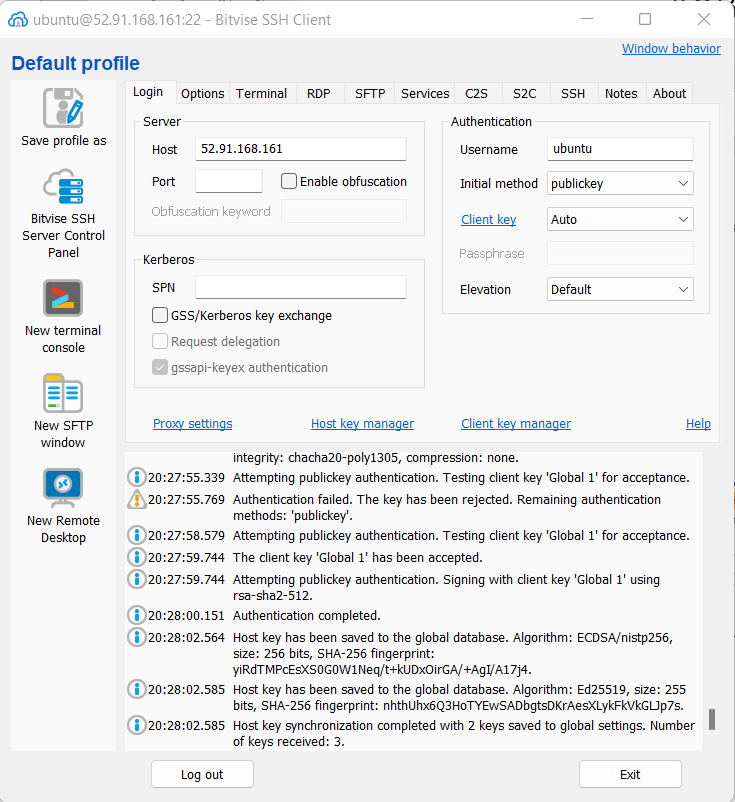 ubuntu@52.91.168.161:22 - Bitvise SSH Client
Window behavior
Default profile
Save profile as
Bitvise SSH
Server Control
Panel
New terminal
console
New SFTP
window
New Remote
Desktop
Login Options Terminal RDP SFTP Services C2S S2C SSH Notes About
Server
Host 52.91.168.161
Port Enable obfuscation
Obfuscation keyword
Kerberos
SPN
GSS/Kerberos key exchange
Request delegation
gssapi-keyex authentication
Authentication
Username ubuntu
Initial method publickey
Client key Auto
Passphrase
Elevation Default
Proxy settings Host key manager Client key manager Help
integrity: chacha20-poly1305, compression: none.
20:27:55.339 Attempting publickey authentication. Testing client key 'Global 1' for acceptance.
20:27:55.769 Authentication failed. The key has been rejected. Remaining authentication
methods: 'publickey'.
20:27:58.579 Attempting publickey authentication. Testing client key 'Global 1' for acceptance.
20:27:59.744 The client key 'Global 1' has been accepted.
20:27:59.744 Attempting publickey authentication. Signing with client key 'Global 1' using
rsa-sha2-512.
20:28:00.151 Authentication completed.
20:28:02.564 Host key has been saved to the global database. Algorithm: ECDSA/nistp256,
size: 256 bits, SHA-256 fingerprint:
yiRdTMPcEsXS0G0W1Neq/t+kUDxOirGA/+AgI/A17j4.
20:28:02.585 Host key has been saved to the global database. Algorithm: Ed25519, size: 255
bits, SHA-256 fingerprint: nhthUhx6Q3HoTYEwSADbgtsDKrAesXLykFkVkGLJp7s.
20:28:02.585 Host key synchronization completed with 2 keys saved to global settings. Number
of keys received: 3.
Log out Exit